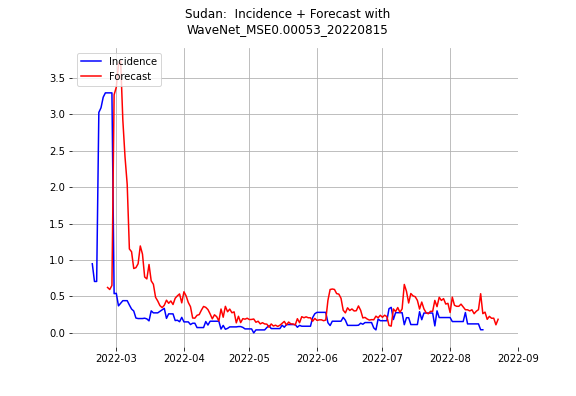 Sudan: Incidence + Forecast with
WaveNet_MSE0.00053_20220815
Incidence
Forecast
3.5
3.0
2.5
2.0
1.5
1.0
0.5
0.0
2022-03 2022-04 2022-05 2022-06 2022-07 2022-08 2022-09